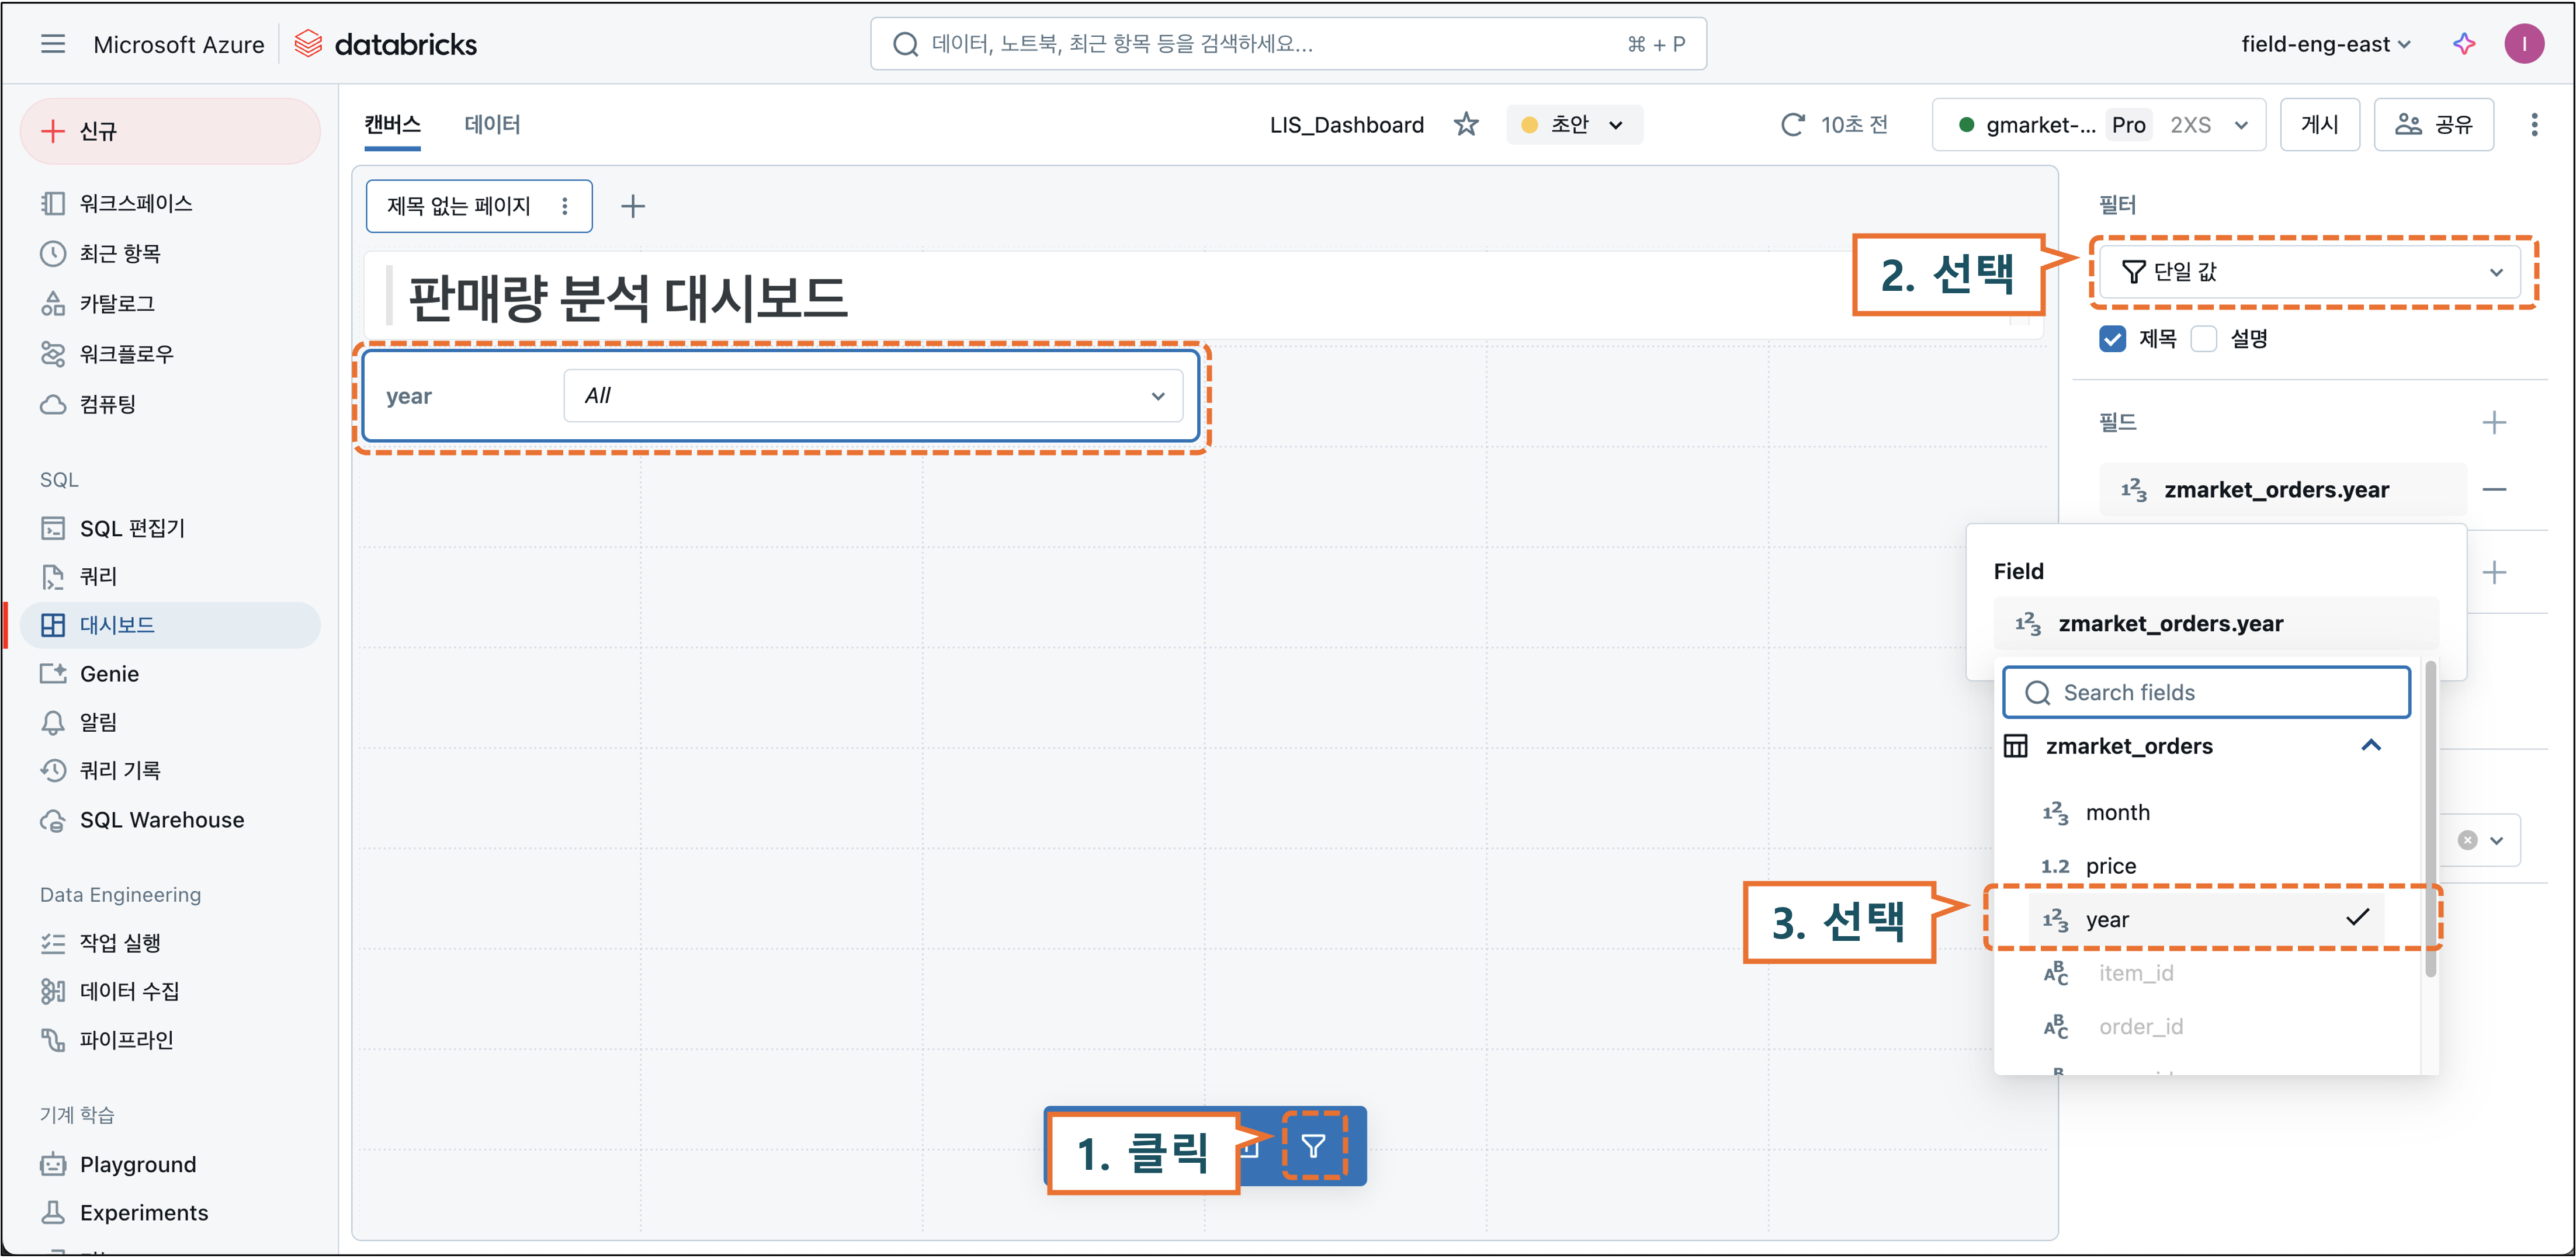 Microsoft Azure databricks
데이터, 노트북, 최근 항목 등을 검색하세요... ⌘ + P
field-eng-east
I
신규
워크스페이스
최근 항목
카탈로그
워크플로우
컴퓨팅
SQL
SQL 편집기
쿼리
대시보드
Genie
알림
쿼리 기록
SQL Warehouse
Data Engineering
작업 실행
데이터 수집
파이프라인
기계 학습
Playground
Experiments
캔버스 데이터
LIS_Dashboard 초안
10초 전
gmarket-... Pro 2XS
게시
공유
제목 없는 페이지
판매량 분석 대시보드
year All
1. 클릭
2. 선택
3. 선택
필터
단일 값
제목 설명
필드
123 zmarket_orders.year
Field
123 zmarket_orders.year
Search fields
zmarket_orders
123 month
1.2 price
123 year
ABC item_id
ABC order_id